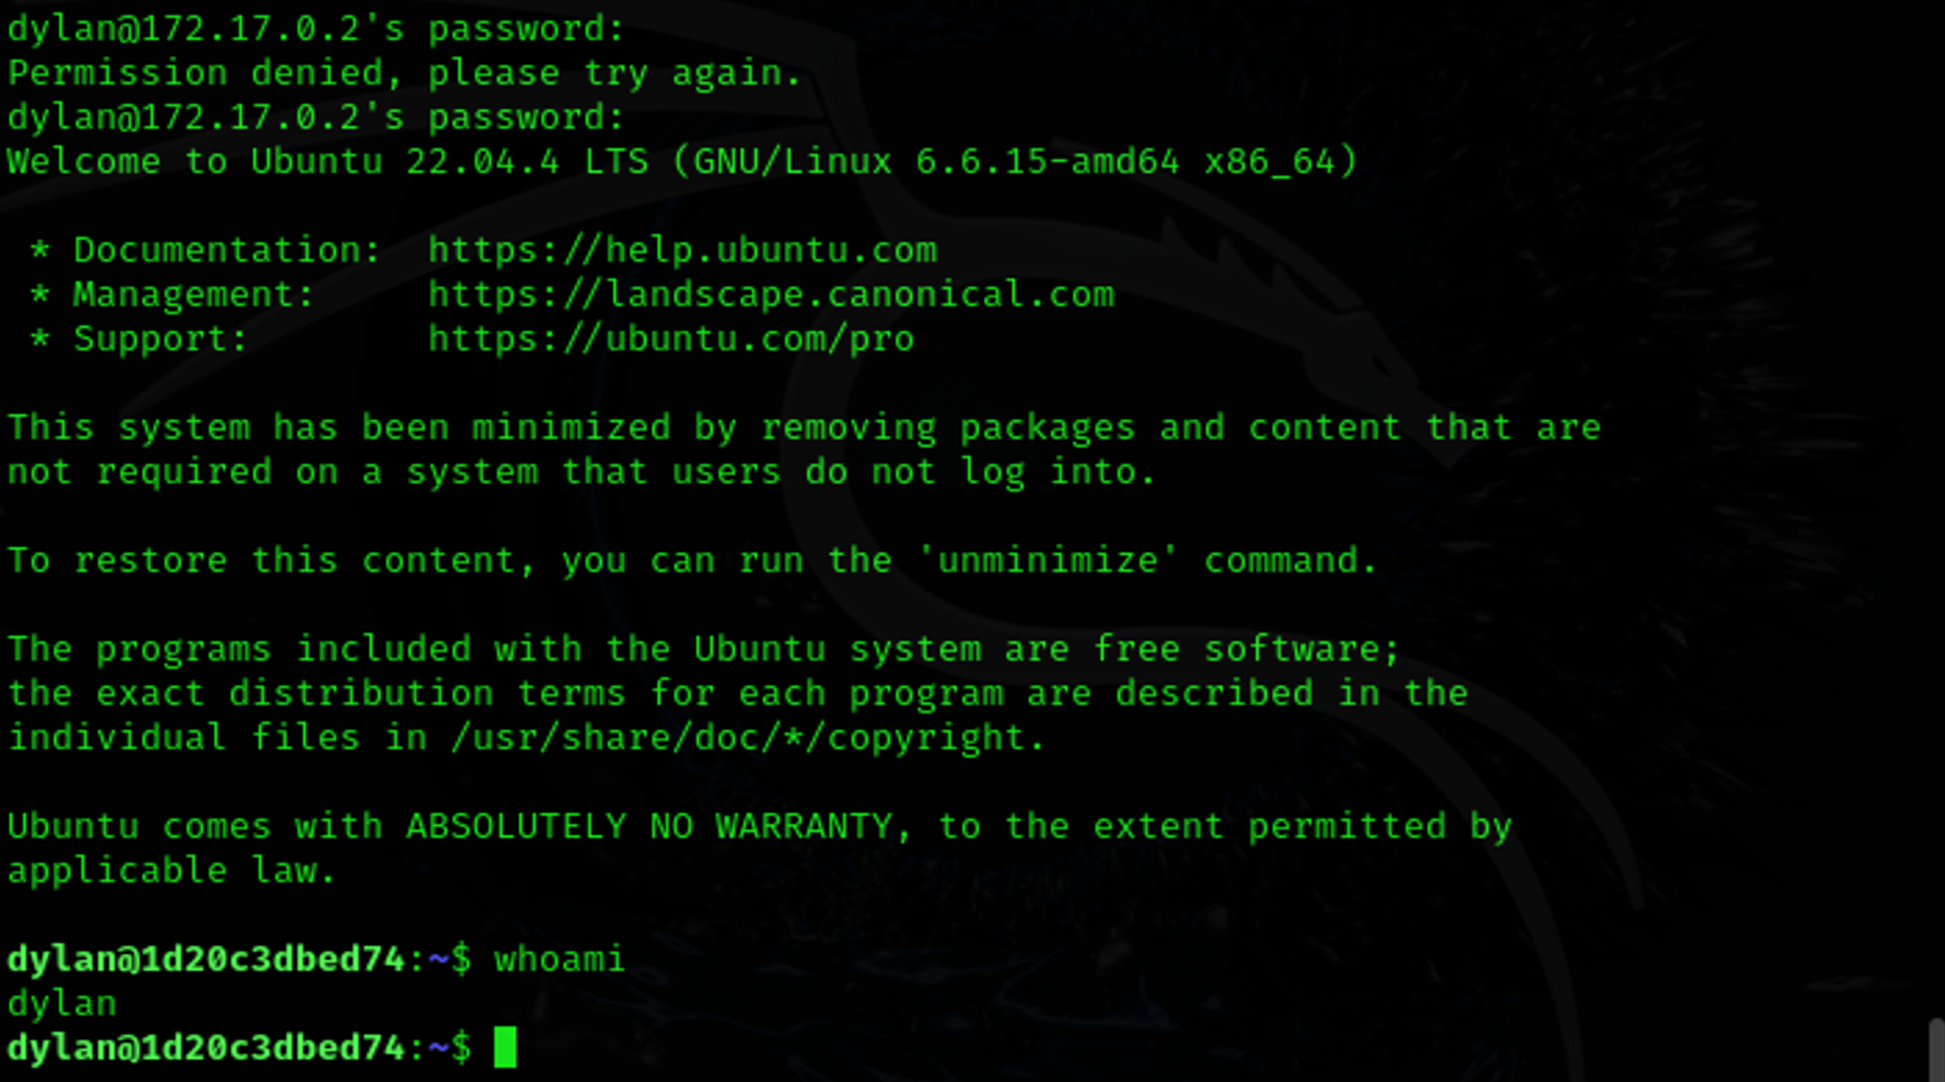 dylan@172.17.0.2's password:
Permission denied, please try again.
dylan@172.17.0.2's password:
Welcome to Ubuntu 22.04.4 LTS (GNU/Linux 6.6.15-amd64 x86_64)
* Documentation:  https://help.ubuntu.com
* Management:     https://landscape.canonical.com
* Support:        https://ubuntu.com/pro
This system has been minimized by removing packages and content that are
not required on a system that users do not log into.
To restore this content, you can run the 'unminimize' command.
The programs included with the Ubuntu system are free software;
the exact distribution terms for each program are described in the
individual files in /usr/share/doc/*/copyright.
Ubuntu comes with ABSOLUTELY NO WARRANTY, to the extent permitted by
applicable law.
dylan@1d20c3dbed74:~$ whoami
dylan
dylan@1d20c3dbed74:~$